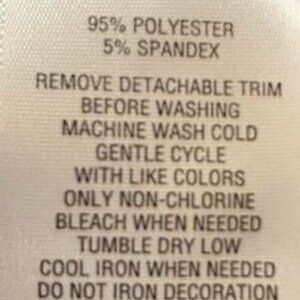 95% POLYESTER
5% SPANDEX
REMOVE DETACHABLE TRIM
BEFORE WASHING
MACHINE WASH COLD
GENTLE CYCLE
WITH LIKE COLORS
ONLY NON-CHLORINE
BLEACH WHEN NEEDED
TUMBLE DRY LOW
COOL IRON WHEN NEEDED
DO NOT IRON DECORATION